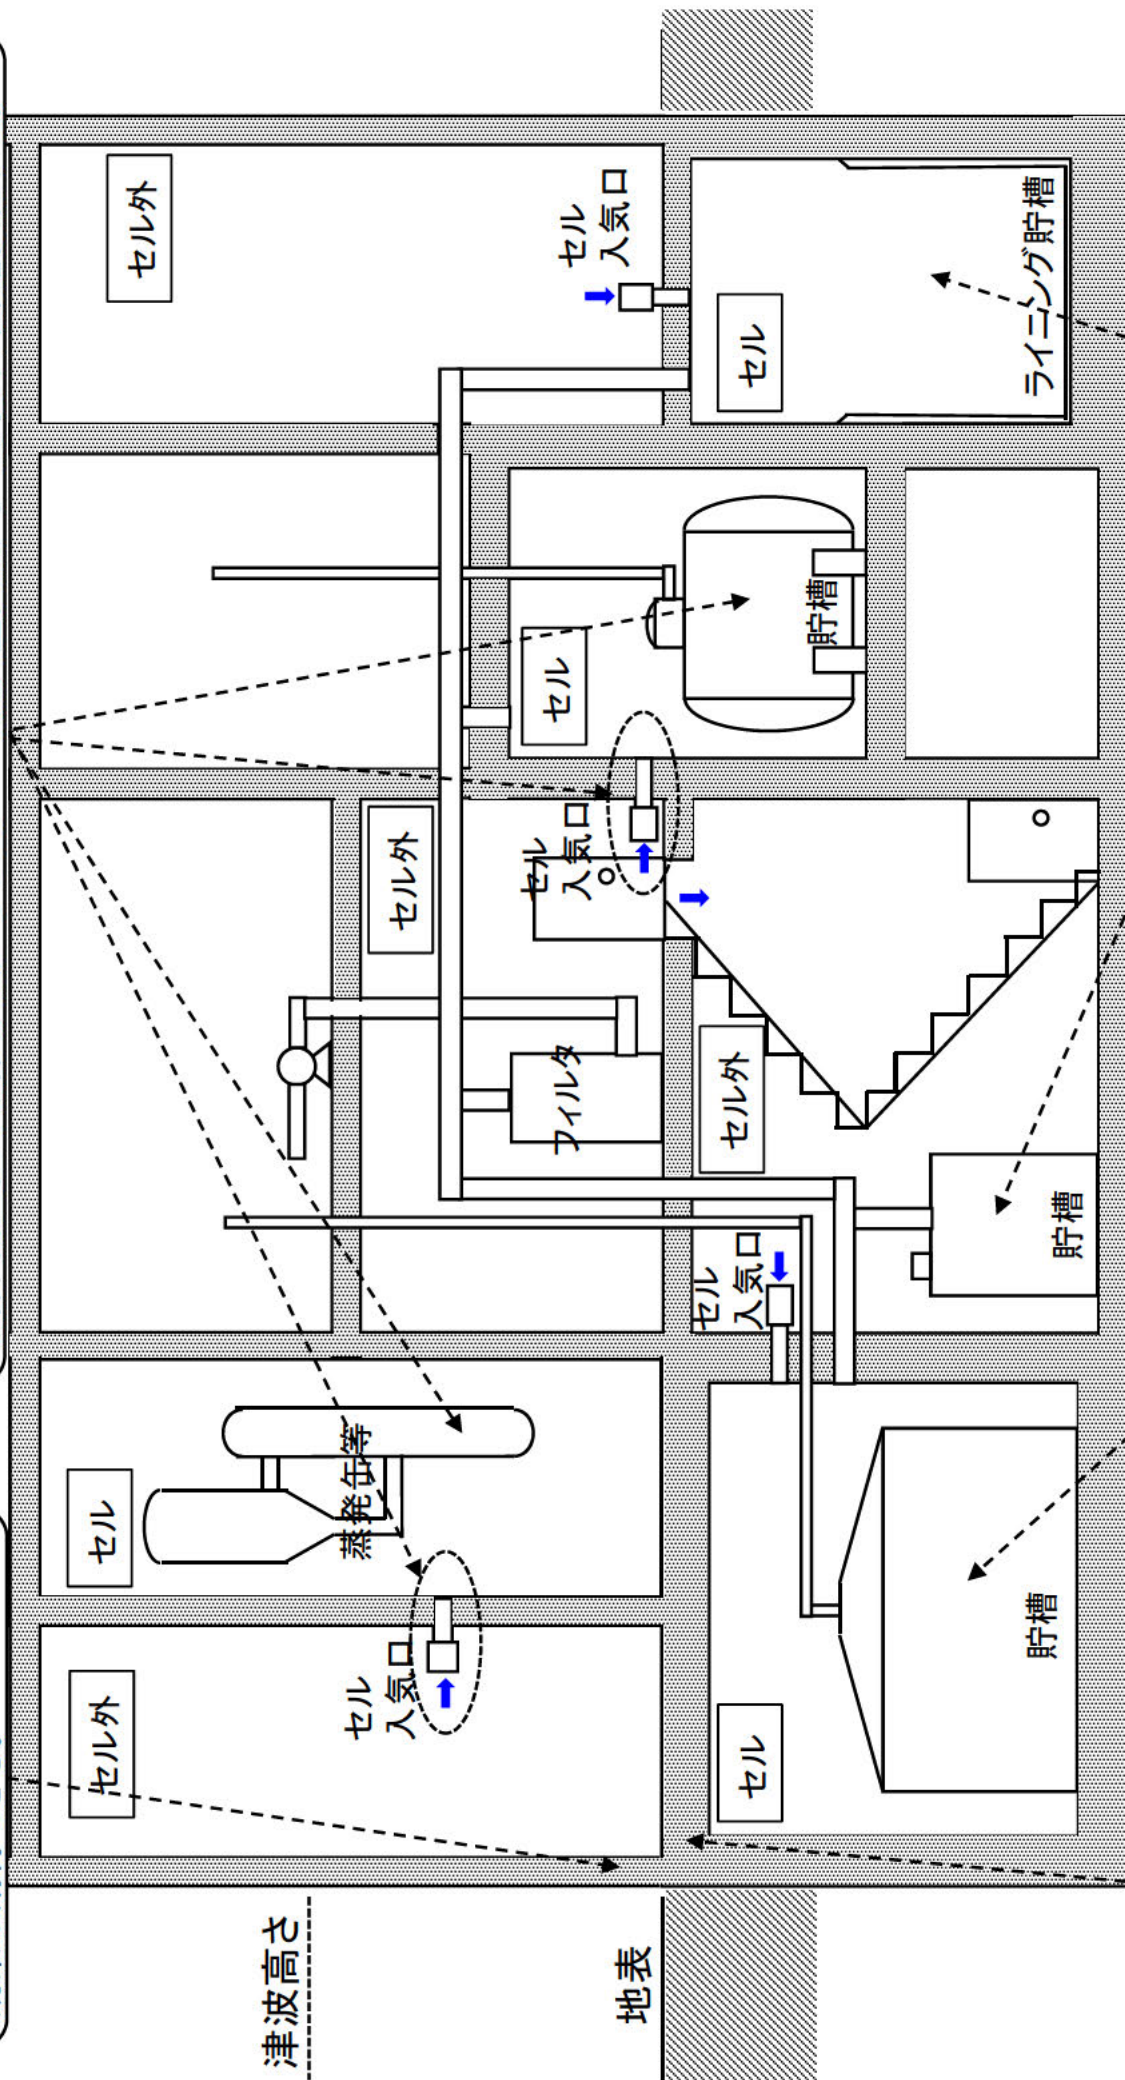 セル外
セル
セル外
津波高さ
蒸発缶等
セル
入気口
セル外
セル
入気口
セル
フィルタ
セル
入気口
地表
セル
入気口
セル外
セル
セル
貯槽
貯槽
貯槽
ライニング貯槽